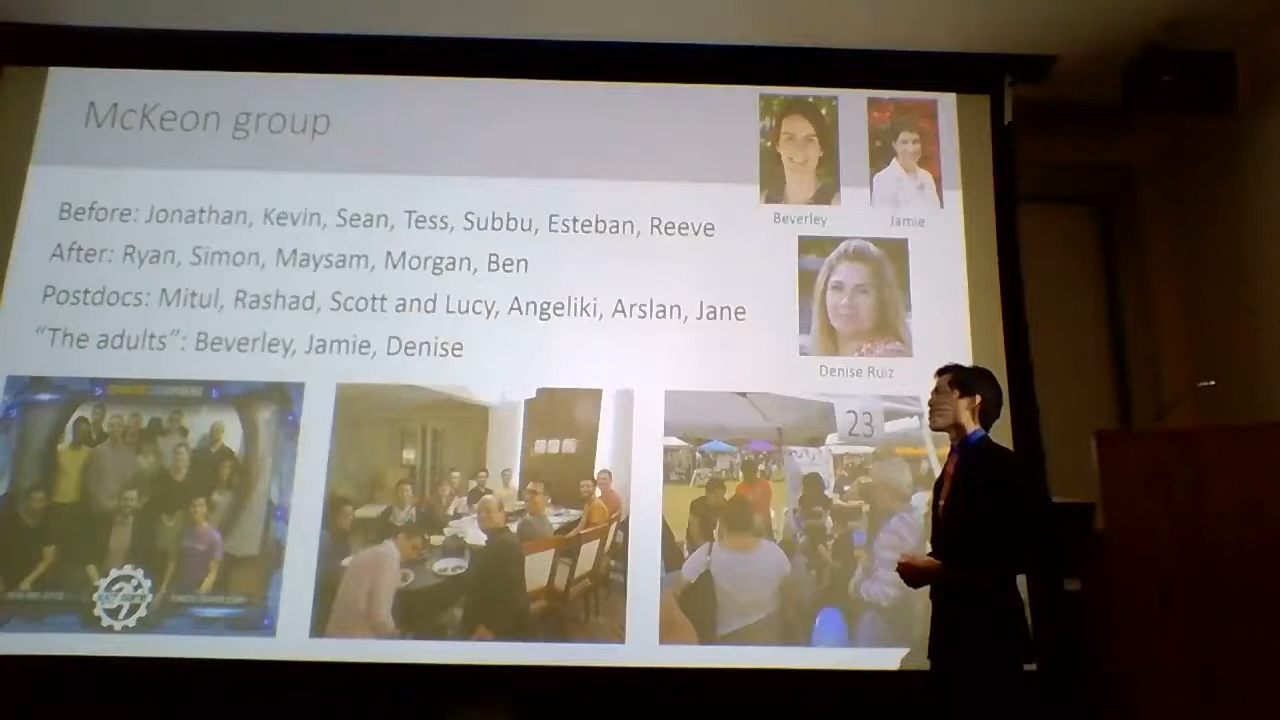 McKeon group
Before: Jonathan, Kevin, Sean, Tess, Subbu, Esteban, Reeve
After: Ryan, Simon, Maysam, Morgan, Ben
Postdocs: Mitul, Rashad, Scott and Lucy, Angeliki, Arslan, Jane
“The adults”: Beverley, Jamie, Denise
Beverley
Jamie
Denise Ruiz
23